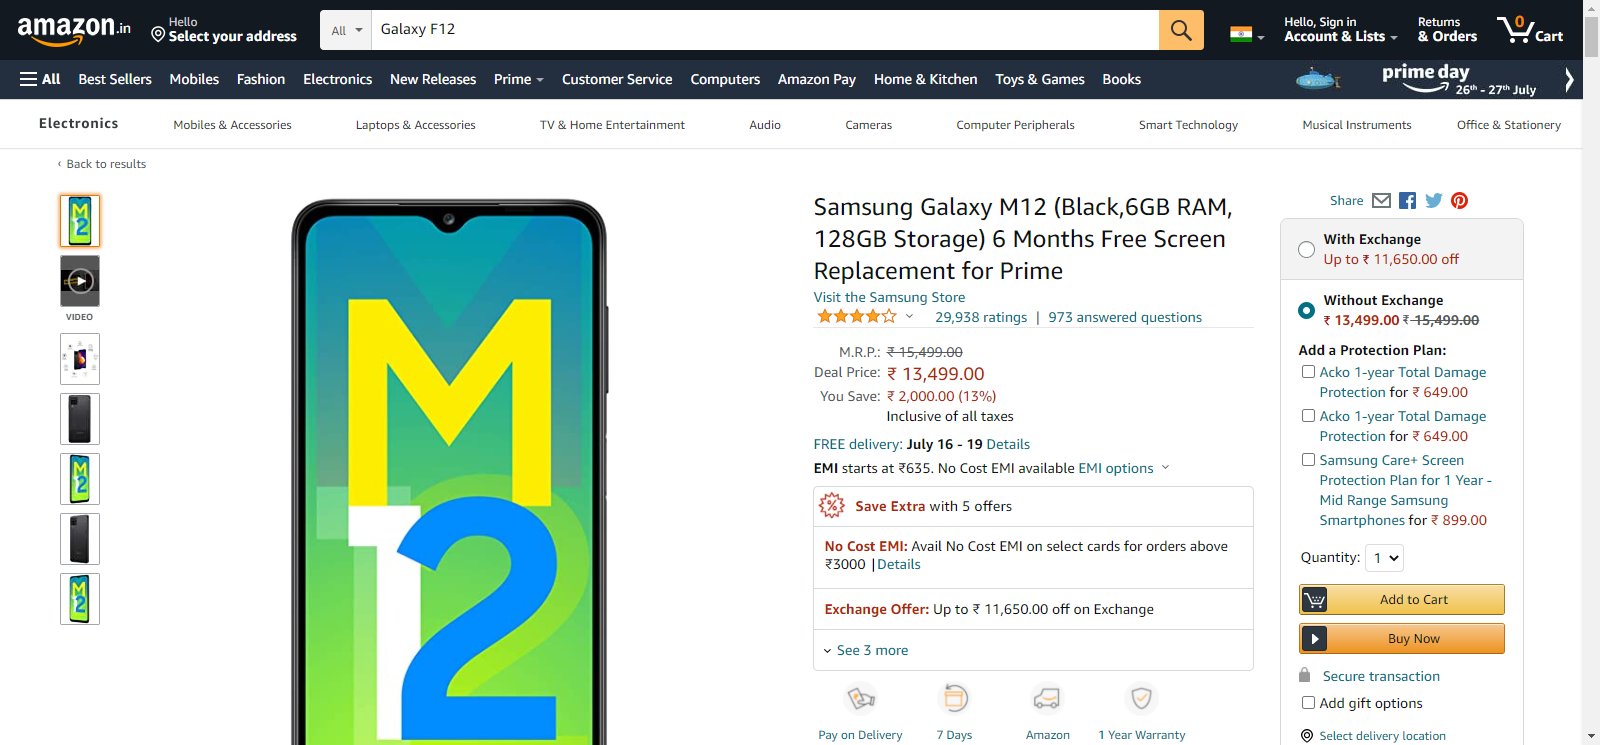 amazon.in
Hello
Select your address
All
Galaxy F12
Hello, Sign in
Account & Lists
Returns
& Orders
0
Cart
All
Best Sellers
Mobiles
Fashion
Electronics
New Releases
Prime
Customer Service
Computers
Amazon Pay
Home & Kitchen
Toys & Games
Books
prime day
26th - 27th July
Electronics
Mobiles & Accessories
Laptops & Accessories
TV & Home Entertainment
Audio
Cameras
Computer Peripherals
Smart Technology
Musical Instruments
Office & Stationery
‹ Back to results
M
12
VIDEO
M
12
M
12
M
12
Samsung Galaxy M12 (Black,6GB RAM,
128GB Storage) 6 Months Free Screen
Replacement for Prime
Visit the Samsung Store
29,938 ratings | 973 answered questions
M.R.P.: ₹ 15,499.00
Deal Price: ₹ 13,499.00
You Save: ₹ 2,000.00 (13%)
Inclusive of all taxes
FREE delivery: July 16 - 19 Details
EMI starts at ₹635. No Cost EMI available EMI options
Save Extra with 5 offers
No Cost EMI: Avail No Cost EMI on select cards for orders above
₹3000 |Details
Exchange Offer: Up to ₹ 11,650.00 off on Exchange
See 3 more
Pay on Delivery
7 Days
Amazon
1 Year Warranty
Share
With Exchange
Up to ₹ 11,650.00 off
Without Exchange
₹ 13,499.00 ₹ 15,499.00
Add a Protection Plan:
Acko 1-year Total Damage
Protection for ₹ 649.00
Acko 1-year Total Damage
Protection for ₹ 649.00
Samsung Care+ Screen
Protection Plan for 1 Year -
Mid Range Samsung
Smartphones for ₹ 899.00
Quantity: 1
Add to Cart
Buy Now
Secure transaction
Add gift options
Select delivery location